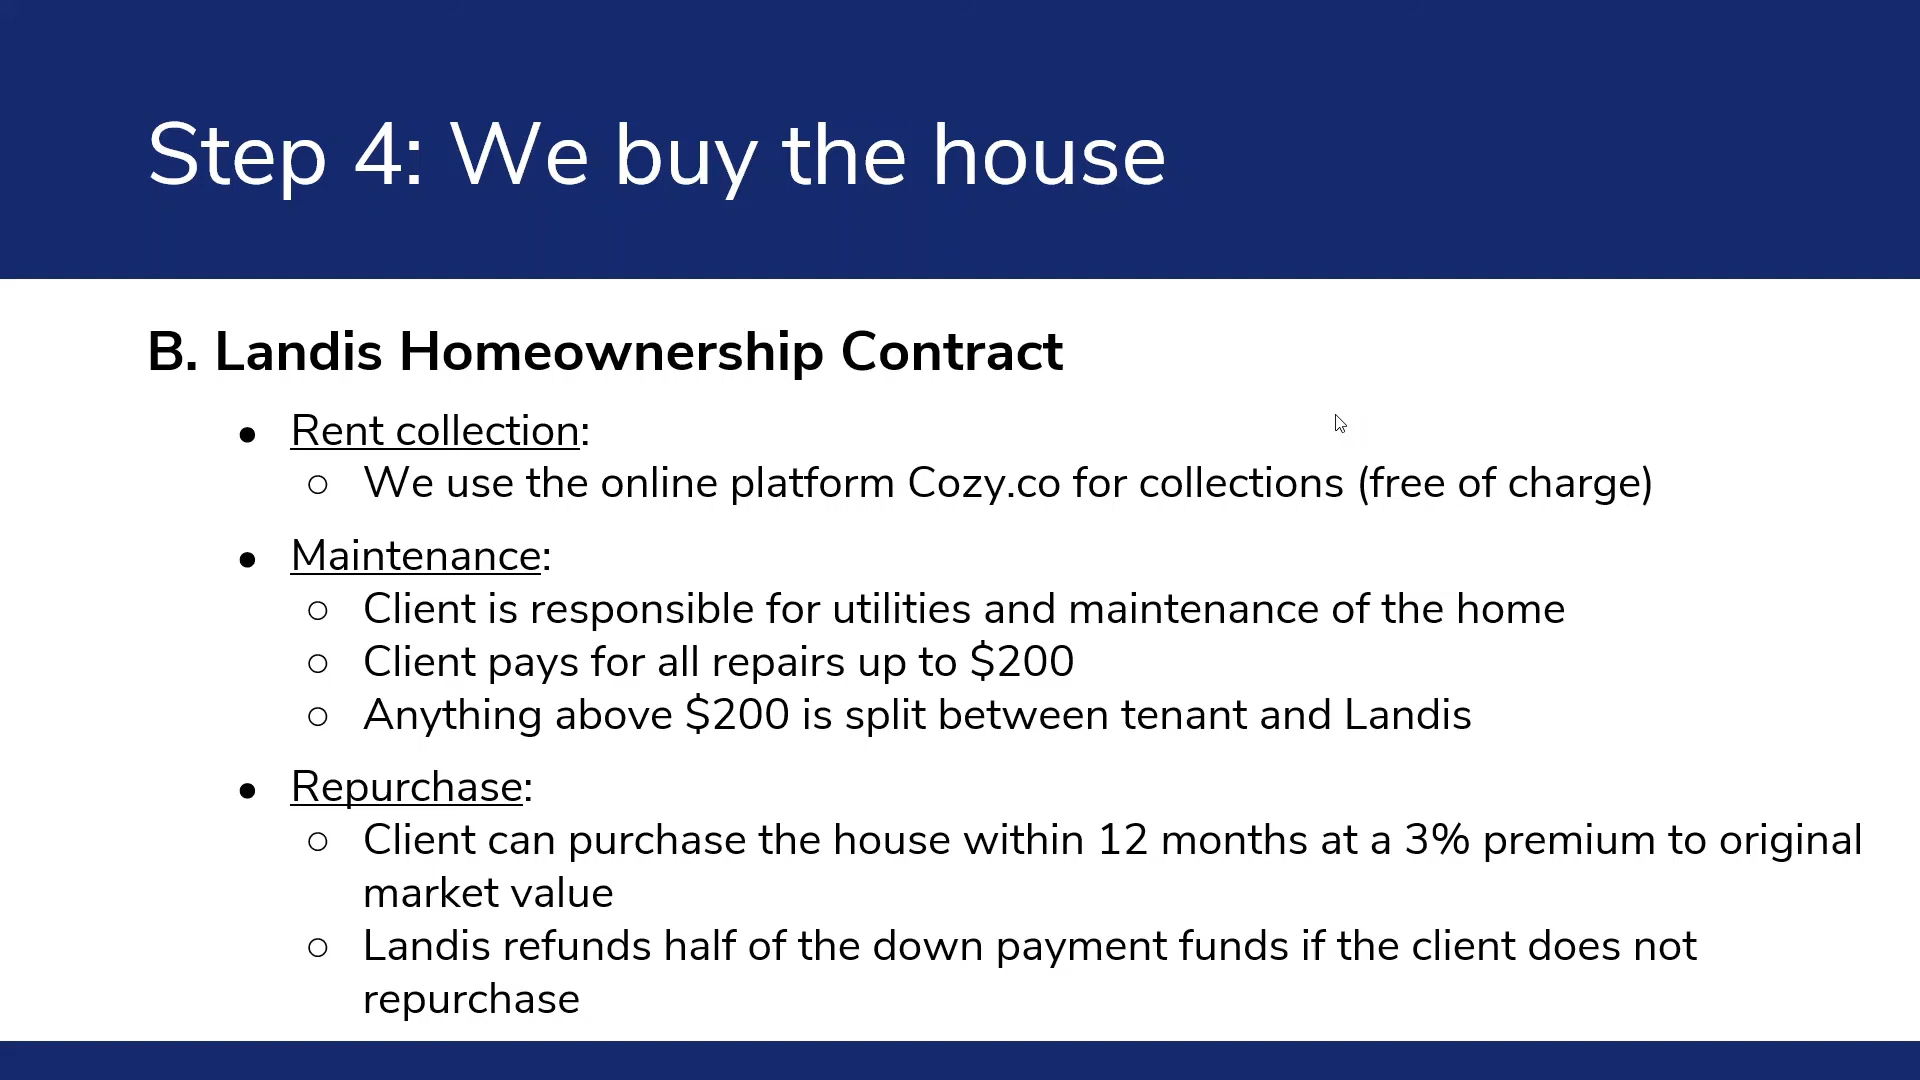 Step 4: We buy the house
B. Landis Homeownership Contract
● Rent collection:
○ We use the online platform Cozy.co for collections (free of charge)
● Maintenance:
○ Client is responsible for utilities and maintenance of the home
○ Client pays for all repairs up to $200
○ Anything above $200 is split between tenant and Landis
● Repurchase:
○ Client can purchase the house within 12 months at a 3% premium to original
market value
○ Landis refunds half of the down payment funds if the client does not
repurchase